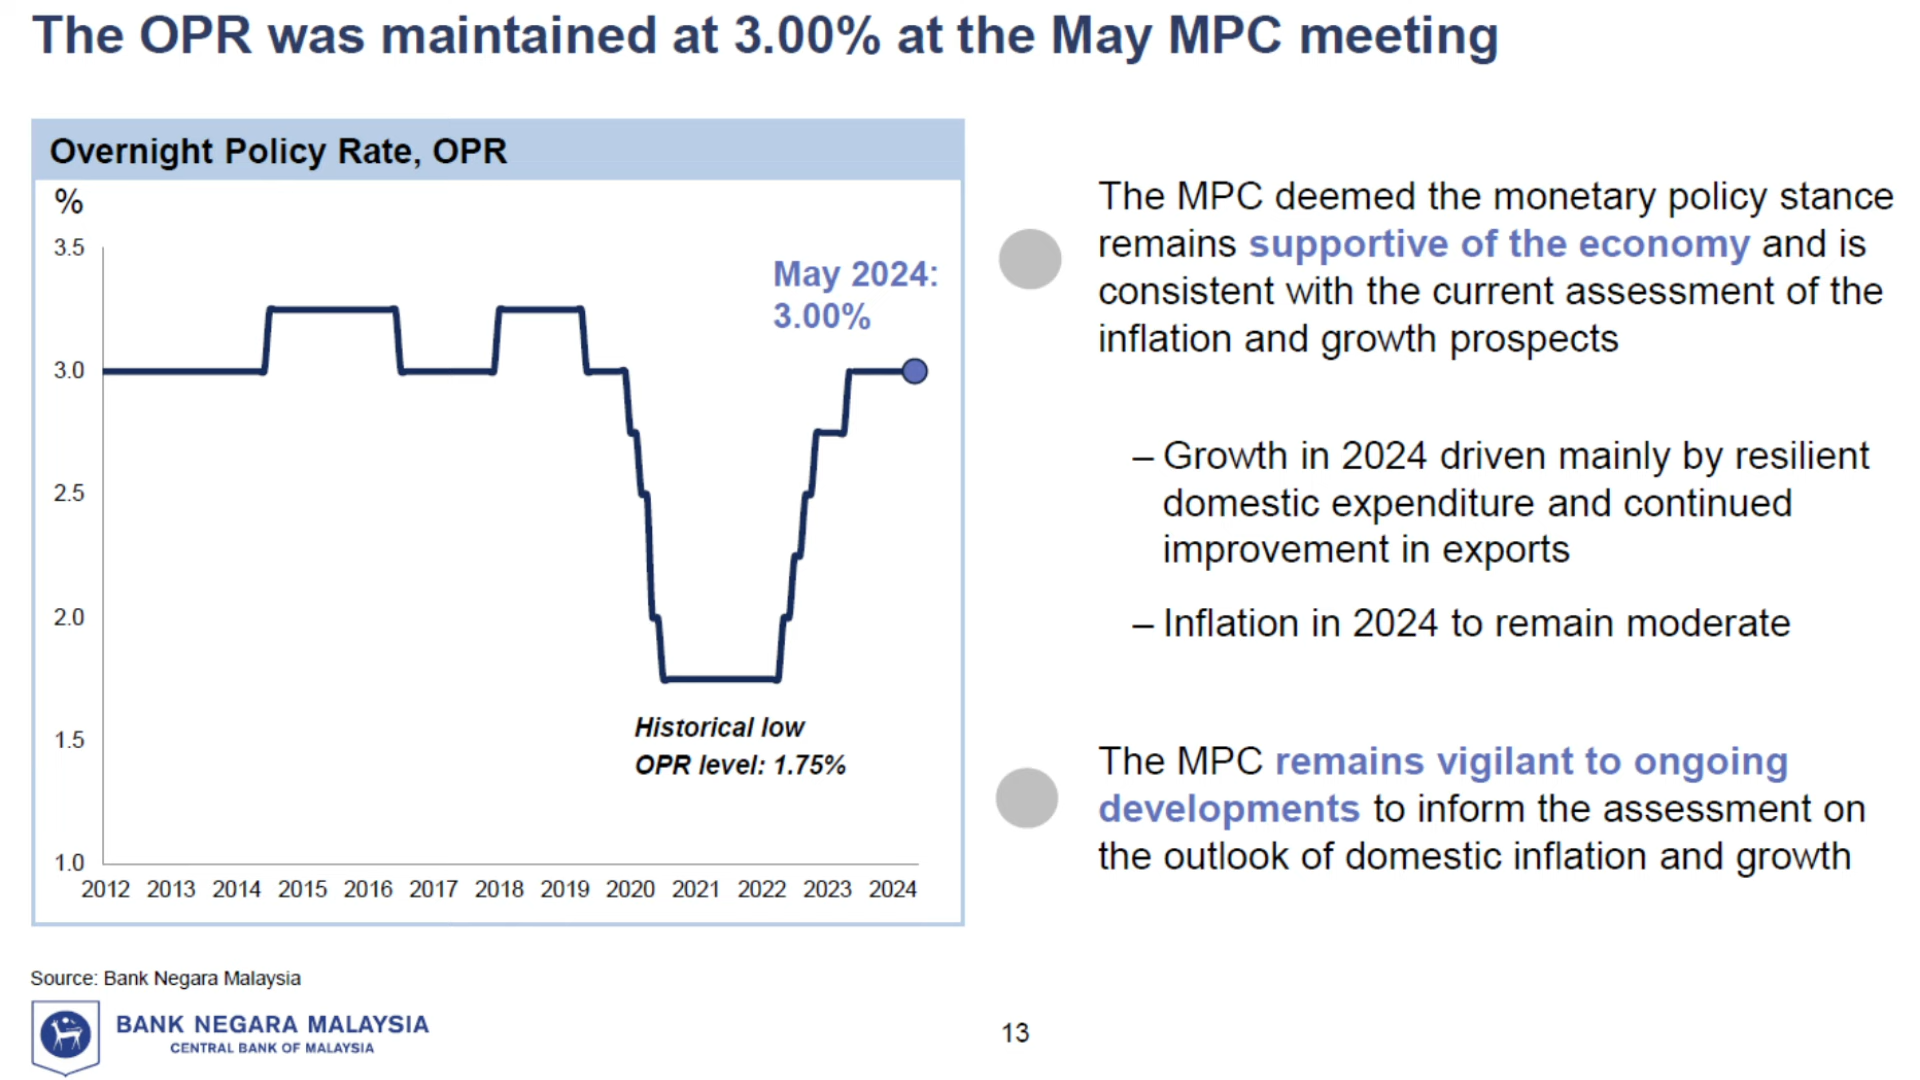 The OPR was maintained at 3.00% at the May MPC meeting
Overnight Policy Rate, OPR
%
3.5
3.0
2.5
2.0
1.5
1.0
May 2024:
3.00%
Historical low
OPR level: 1.75%
2012 2013 2014 2015 2016 2017 2018 2019 2020 2021 2022 2023 2024
The MPC deemed the monetary policy stance
remains supportive of the economy and is
consistent with the current assessment of the
inflation and growth prospects
– Growth in 2024 driven mainly by resilient
domestic expenditure and continued
improvement in exports
– Inflation in 2024 to remain moderate
The MPC remains vigilant to ongoing
developments to inform the assessment on
the outlook of domestic inflation and growth
Source: Bank Negara Malaysia
BANK NEGARA MALAYSIA
CENTRAL BANK OF MALAYSIA
13